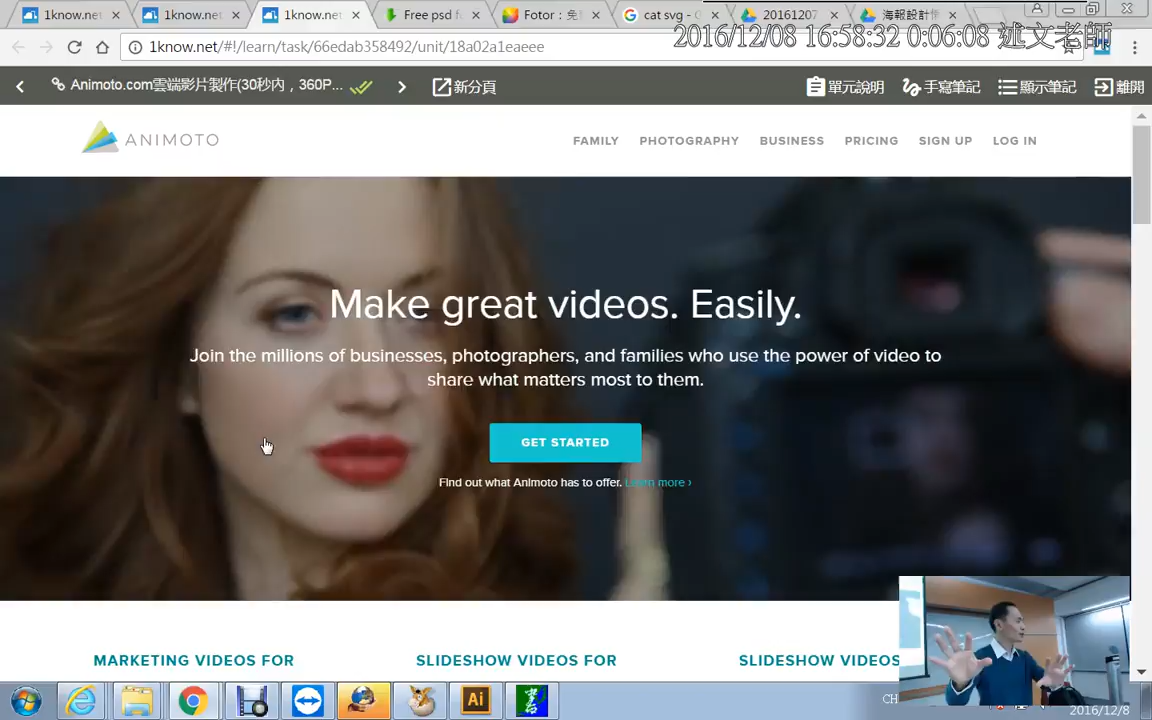 1know.net
1know.net
1know.net
Free psd f
Fotor : 免
cat svg - G
20161207
海報設計
1know.net/#!/learn/task/66edab358492/unit/18a02a1eaeee
2016/12/08 16:58:32 0:06:08 述文老師
Animoto.com雲端影片製作(30秒內，360P...
新分頁
單元說明
手寫筆記
顯示筆記
離開
ANIMOTO
FAMILY
PHOTOGRAPHY
BUSINESS
PRICING
SIGN UP
LOG IN
Make great videos. Easily.
Join the millions of businesses, photographers, and families who use the power of video to
share what matters most to them.
GET STARTED
Find out what Animoto has to offer. Learn more ›
MARKETING VIDEOS FOR
SLIDESHOW VIDEOS FOR
SLIDESHOW VIDEOS
Ai
CH
2016/12/8